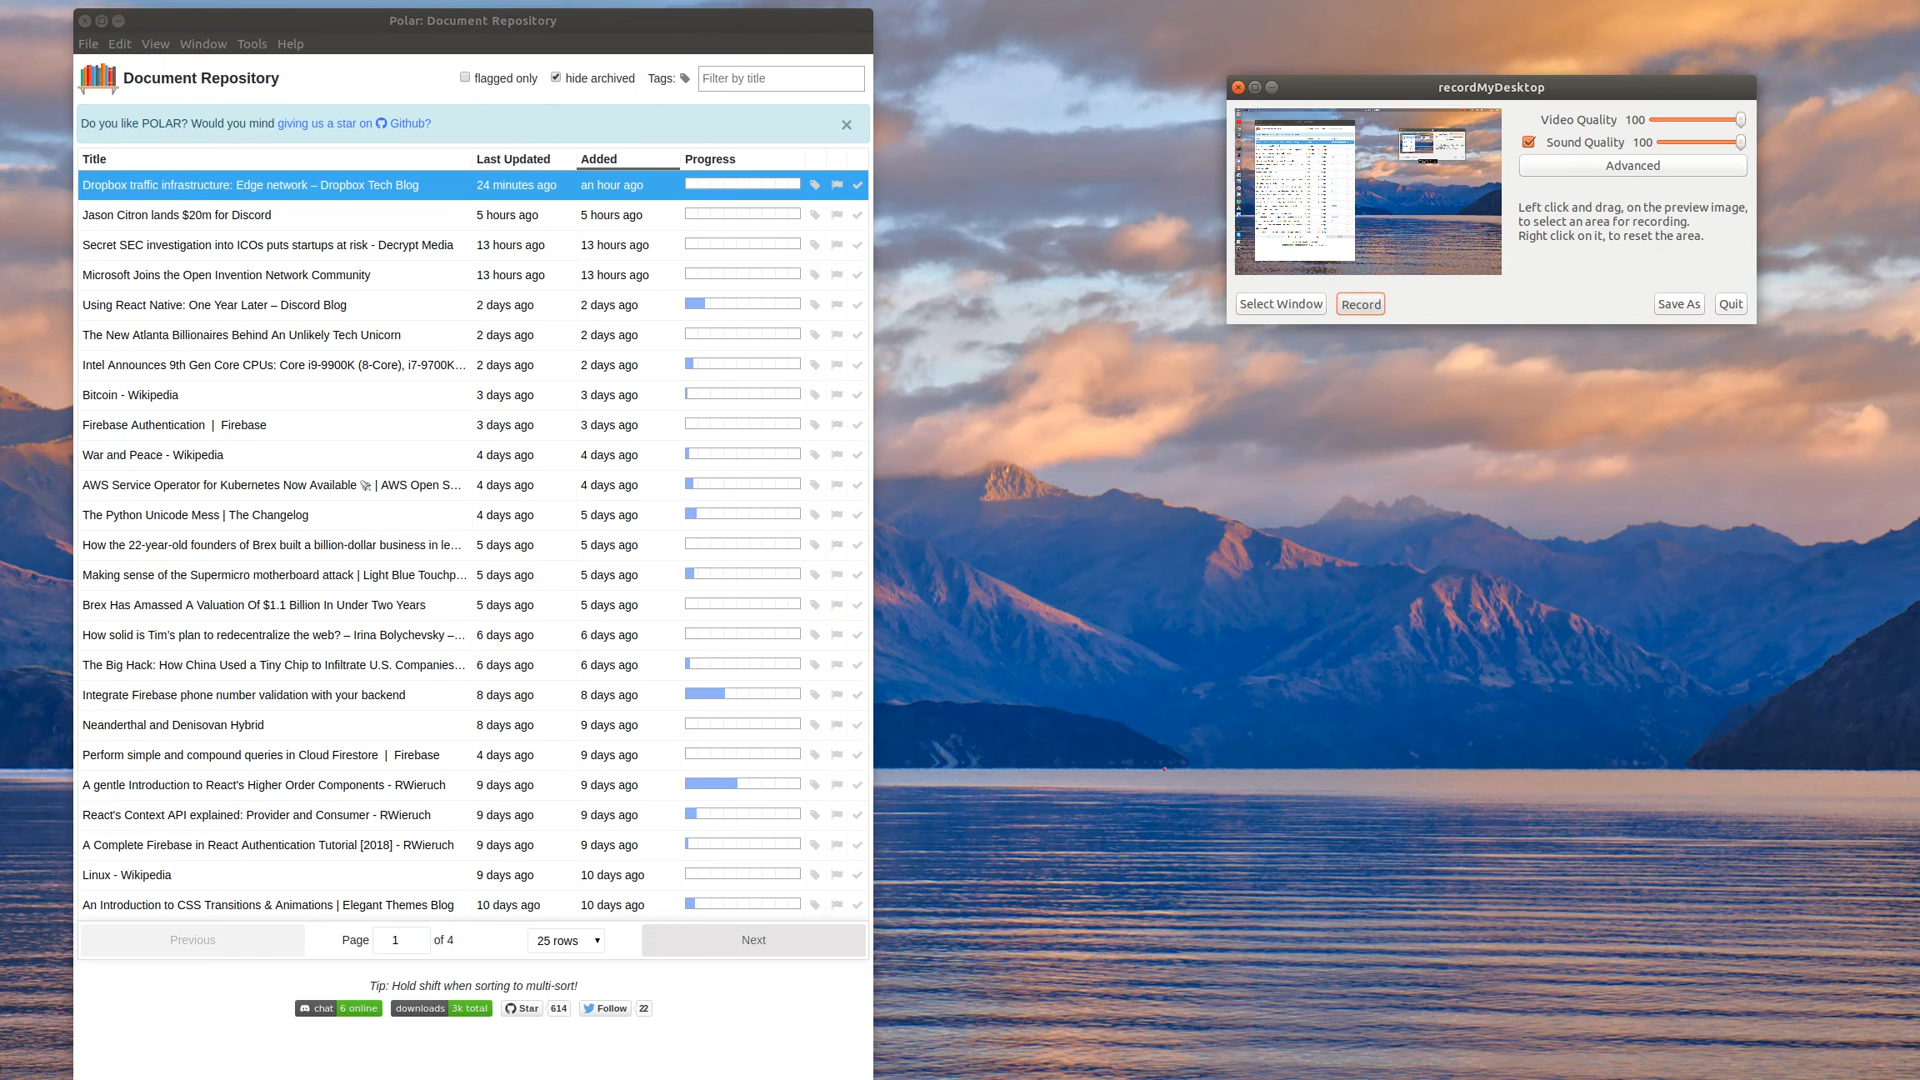 Polar: Document Repository
File Edit View Window Tools Help
Document Repository
flagged only
hide archived
Tags:
Filter by title
Do you like POLAR? Would you mind giving us a star on Github?
Title Last Updated Added Progress
Dropbox traffic infrastructure: Edge network – Dropbox Tech Blog 24 minutes ago an hour ago
Jason Citron lands $20m for Discord 5 hours ago 5 hours ago
Secret SEC investigation into ICOs puts startups at risk - Decrypt Media 13 hours ago 13 hours ago
Microsoft Joins the Open Invention Network Community 13 hours ago 13 hours ago
Using React Native: One Year Later – Discord Blog 2 days ago 2 days ago
The New Atlanta Billionaires Behind An Unlikely Tech Unicorn 2 days ago 2 days ago
Intel Announces 9th Gen Core CPUs: Core i9-9900K (8-Core), i7-9700K… 2 days ago 2 days ago
Bitcoin - Wikipedia 3 days ago 3 days ago
Firebase Authentication | Firebase 3 days ago 3 days ago
War and Peace - Wikipedia 4 days ago 4 days ago
AWS Service Operator for Kubernetes Now Available 🚀 | AWS Open S… 4 days ago 4 days ago
The Python Unicode Mess | The Changelog 4 days ago 5 days ago
How the 22-year-old founders of Brex built a billion-dollar business in le… 5 days ago 5 days ago
Making sense of the Supermicro motherboard attack | Light Blue Touchp… 5 days ago 5 days ago
Brex Has Amassed A Valuation Of $1.1 Billion In Under Two Years 5 days ago 5 days ago
How solid is Tim's plan to redecentralize the web? – Irina Bolychevsky –… 6 days ago 6 days ago
The Big Hack: How China Used a Tiny Chip to Infiltrate U.S. Companies… 6 days ago 6 days ago
Integrate Firebase phone number validation with your backend 8 days ago 8 days ago
Neanderthal and Denisovan Hybrid 8 days ago 9 days ago
Perform simple and compound queries in Cloud Firestore | Firebase 4 days ago 9 days ago
A gentle Introduction to React's Higher Order Components - RWieruch 9 days ago 9 days ago
React's Context API explained: Provider and Consumer - RWieruch 9 days ago 9 days ago
A Complete Firebase in React Authentication Tutorial [2018] - RWieruch 9 days ago 9 days ago
Linux - Wikipedia 9 days ago 10 days ago
An Introduction to CSS Transitions & Animations | Elegant Themes Blog 10 days ago 10 days ago
Previous Page 1 of 4 25 rows Next
Tip: Hold shift when sorting to multi-sort!
chat 6 online downloads 3k total Star 614 Follow 22
recordMyDesktop
Video Quality 100
Sound Quality 100
Advanced
Left click and drag, on the preview image,
to select an area for recording.
Right click on it, to reset the area.
Select Window Record Save As Quit